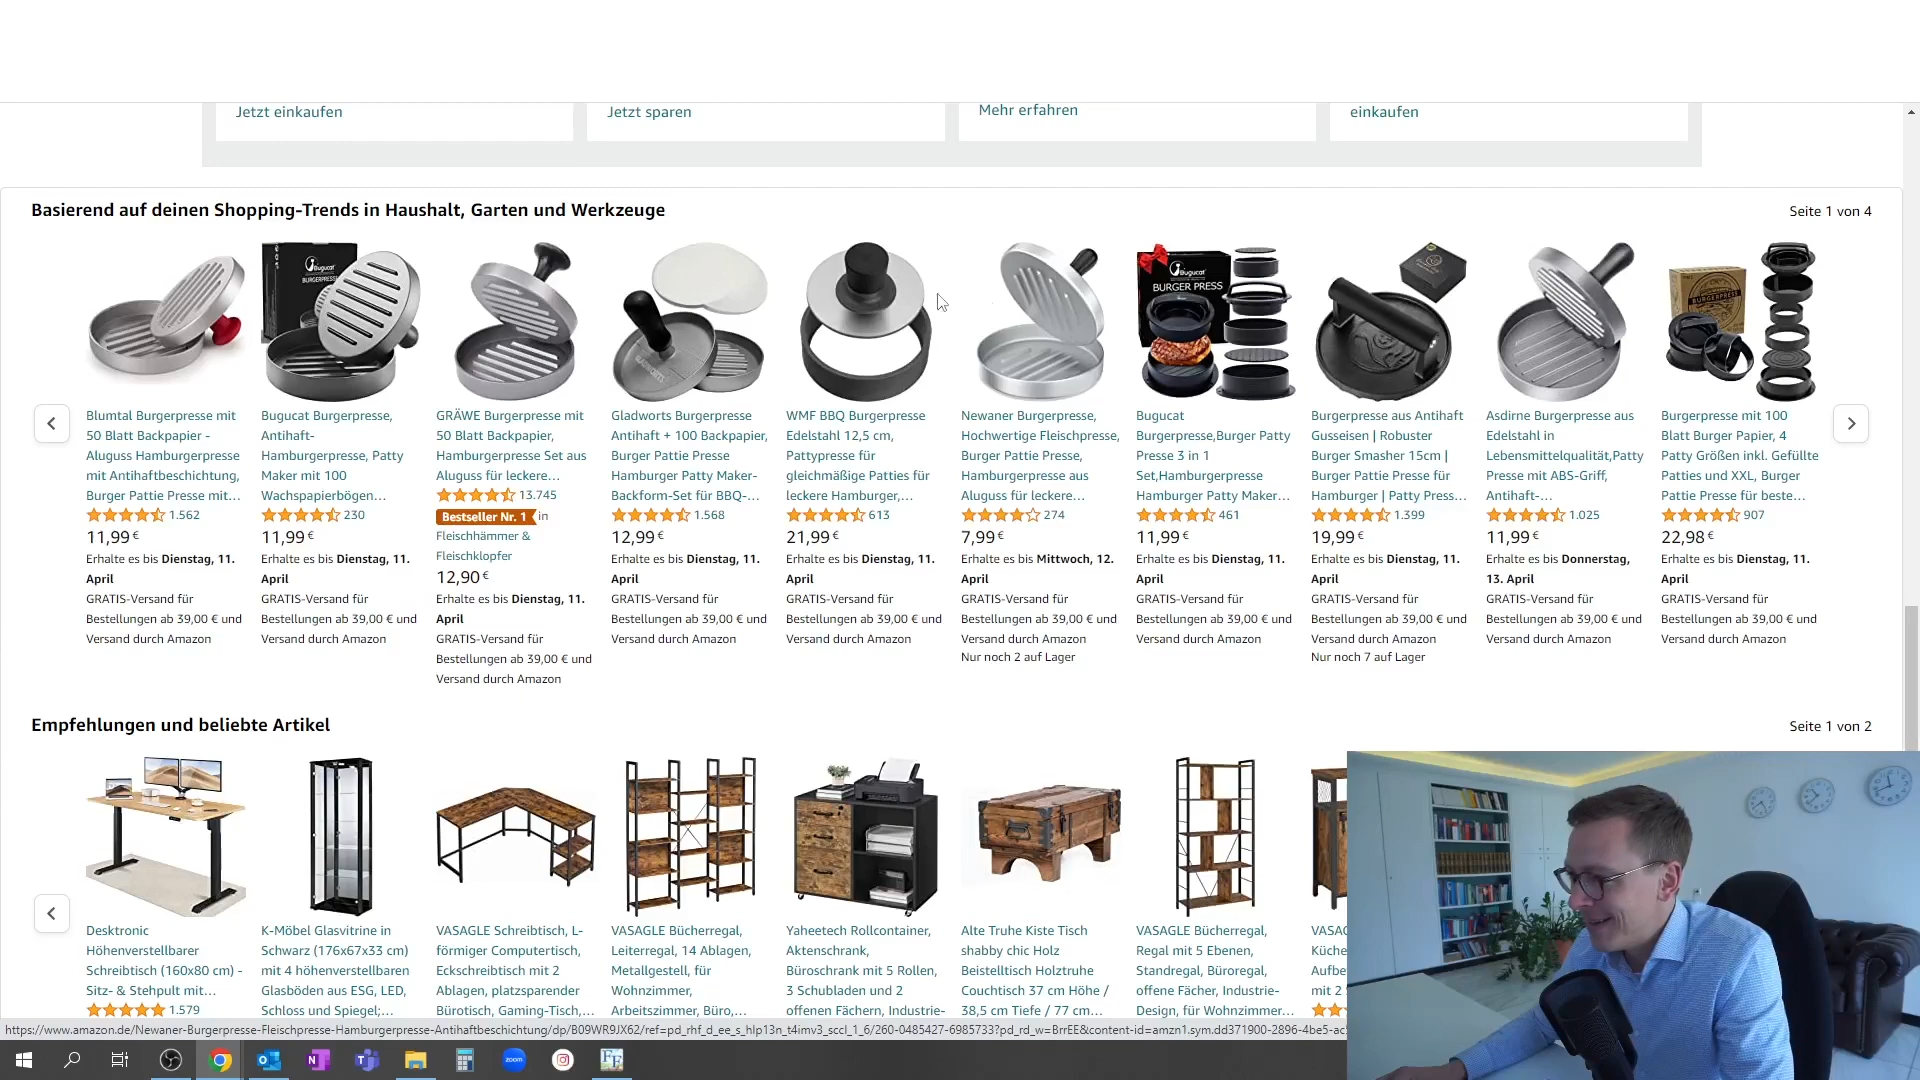 Jetzt einkaufen
Jetzt sparen
Mehr erfahren
einkaufen
Basierend auf deinen Shopping-Trends in Haushalt, Garten und Werkzeuge
Seite 1 von 4
Bugucat
BURGERPRESSE
Bugucat
BURGER PRESS
BURGERPRESS
Blumtal Burgerpresse mit
50 Blatt Backpapier -
Aluguss Hamburgerpresse
mit Antihaftbeschichtung,
Burger Pattie Presse mit...
1.562
11,99 €
Erhalte es bis Dienstag, 11.
April
GRATIS-Versand für
Bestellungen ab 39,00 € und
Versand durch Amazon
Bugucat Burgerpresse,
Antihaft-
Hamburgerpresse, Patty
Maker mit 100
Wachspapierbögen...
230
11,99 €
Erhalte es bis Dienstag, 11.
April
GRATIS-Versand für
Bestellungen ab 39,00 € und
Versand durch Amazon
GRÄWE Burgerpresse mit
50 Blatt Backpapier,
Hamburgerpresse Set aus
Aluguss für leckere...
13.745
Bestseller Nr. 1 in
Fleischhämmer &
Fleischklopfer
12,90 €
Erhalte es bis Dienstag, 11.
April
GRATIS-Versand für
Bestellungen ab 39,00 € und
Versand durch Amazon
Gladworts Burgerpresse
Antihaft + 100 Backpapier,
Burger Pattie Presse
Hamburger Patty Maker-
Backform-Set für BBQ-...
1.568
12,99 €
Erhalte es bis Dienstag, 11.
April
GRATIS-Versand für
Bestellungen ab 39,00 € und
Versand durch Amazon
WMF BBQ Burgerpresse
Edelstahl 12,5 cm,
Pattypresse für
gleichmäßige Patties für
leckere Hamburger,...
613
21,99 €
Erhalte es bis Dienstag, 11.
April
GRATIS-Versand für
Bestellungen ab 39,00 € und
Versand durch Amazon
Newaner Burgerpresse,
Hochwertige Fleischpresse,
Burger Pattie Presse,
Hamburgerpresse aus
Aluguss für leckere...
274
7,99 €
Erhalte es bis Mittwoch, 12.
April
GRATIS-Versand für
Bestellungen ab 39,00 € und
Versand durch Amazon
Nur noch 2 auf Lager
Bugucat
Burgerpresse,Burger Patty
Presse 3 in 1
Set,Hamburgerpresse
Hamburger Patty Maker...
461
11,99 €
Erhalte es bis Dienstag, 11.
April
GRATIS-Versand für
Bestellungen ab 39,00 € und
Versand durch Amazon
Burgerpresse aus Antihaft
Gusseisen | Robuster
Burger Smasher 15cm |
Burger Pattie Presse für
Hamburger | Patty Press...
1.399
19,99 €
Erhalte es bis Dienstag, 11.
April
GRATIS-Versand für
Bestellungen ab 39,00 € und
Versand durch Amazon
Nur noch 7 auf Lager
Asdirne Burgerpresse aus
Edelstahl in
Lebensmittelqualität,Patty
Presse mit ABS-Griff,
Antihaft-...
1.025
11,99 €
Erhalte es bis Donnerstag,
13. April
GRATIS-Versand für
Bestellungen ab 39,00 € und
Versand durch Amazon
Burgerpresse mit 100
Blatt Burger Papier, 4
Patty Größen inkl. Gefüllte
Patties und XXL, Burger
Pattie Presse für beste...
907
22,98 €
Erhalte es bis Dienstag, 11.
April
GRATIS-Versand für
Bestellungen ab 39,00 € und
Versand durch Amazon
Empfehlungen und beliebte Artikel
Seite 1 von 2
Desktronic
Höhenverstellbarer
Schreibtisch (160x80 cm) -
Sitz- & Stehpult mit...
1.579
K-Möbel Glasvitrine in
Schwarz (176x67x33 cm)
mit 4 höhenverstellbaren
Glasböden aus ESG, LED,
Schloss und Spiegel;...
VASAGLE Schreibtisch, L-
förmiger Computertisch,
Eckschreibtisch mit 2
Ablagen, platzsparender
Bürotisch, Gaming-Tisch,...
VASAGLE Bücherregal,
Leiterregal, 14 Ablagen,
Metallgestell, für
Wohnzimmer,
Arbeitszimmer, Büro,...
Yaheetech Rollcontainer,
Aktenschrank,
Büroschrank mit 5 Rollen,
3 Schubladen und 2
offenen Fächern, Industrie-
Alte Truhe Kiste Tisch
shabby chic Holz
Beistelltisch Holztruhe
Couchtisch 37 cm Höhe /
38,5 cm Tiefe / 77 cm...
VASAGLE Bücherregal,
Regal mit 5 Ebenen,
Standregal, Büroregal,
offene Fächer, Industrie-
Design, für Wohnzimmer...
VASAG
Küche
Aufbe
mit 2
https://www.amazon.de/Newaner-Burgerpresse-Fleischpresse-Hamburgerpresse-Antihaftbeschichtung/dp/B09WR9JX62/ref=pd_rhf_d_ee_s_hlp13n_t4imv3_sccl_1_6/260-0485427-6985733?pd_rd_w=BrrEE&content-id=amzn1.sym.dd371900-2896-4be5-ac
zoom